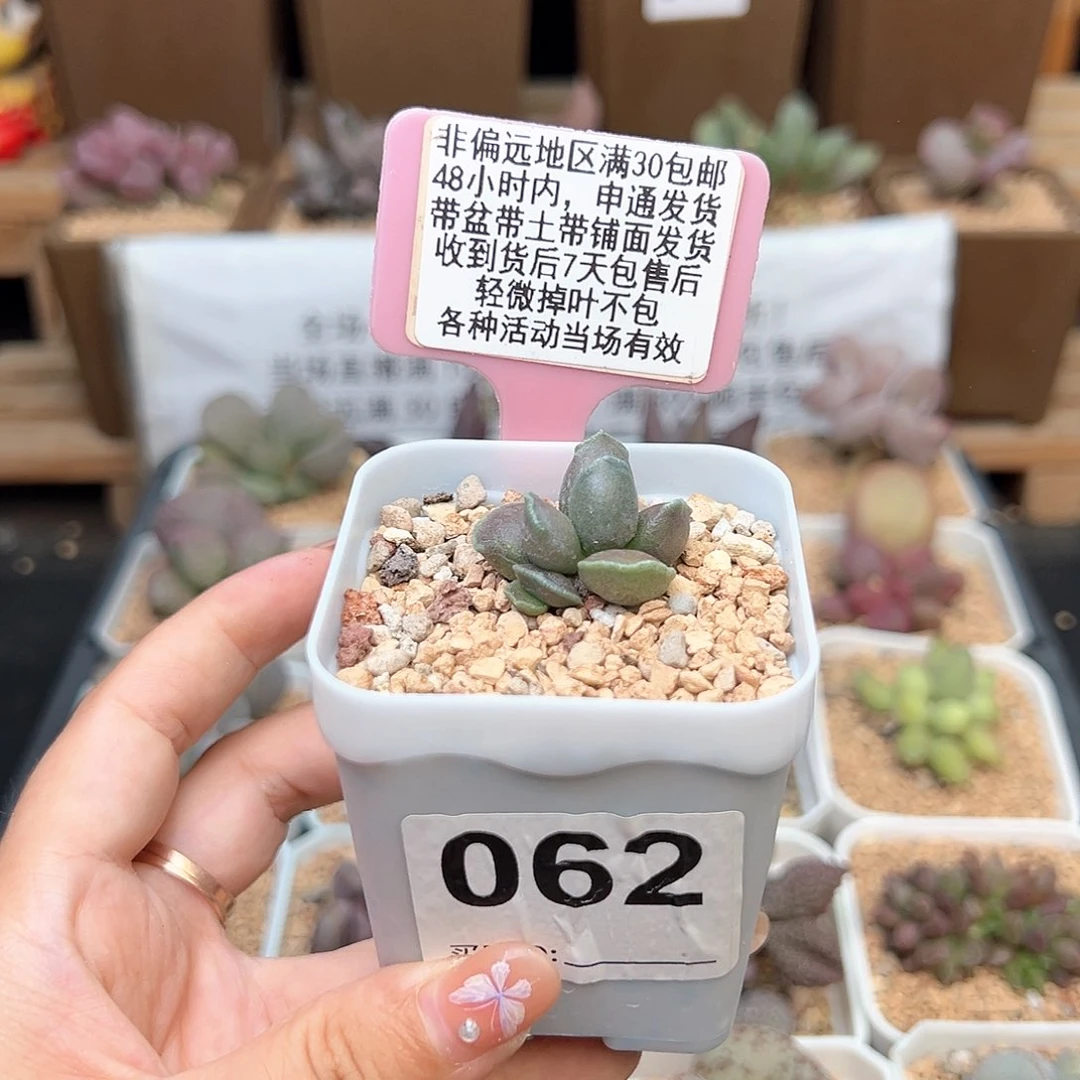 非偏远地区满30包邮
48小时内，申通发货
带盆带土带铺面发货
收到货后7天包售后
轻微掉叶不包
各种活动当场有效
062